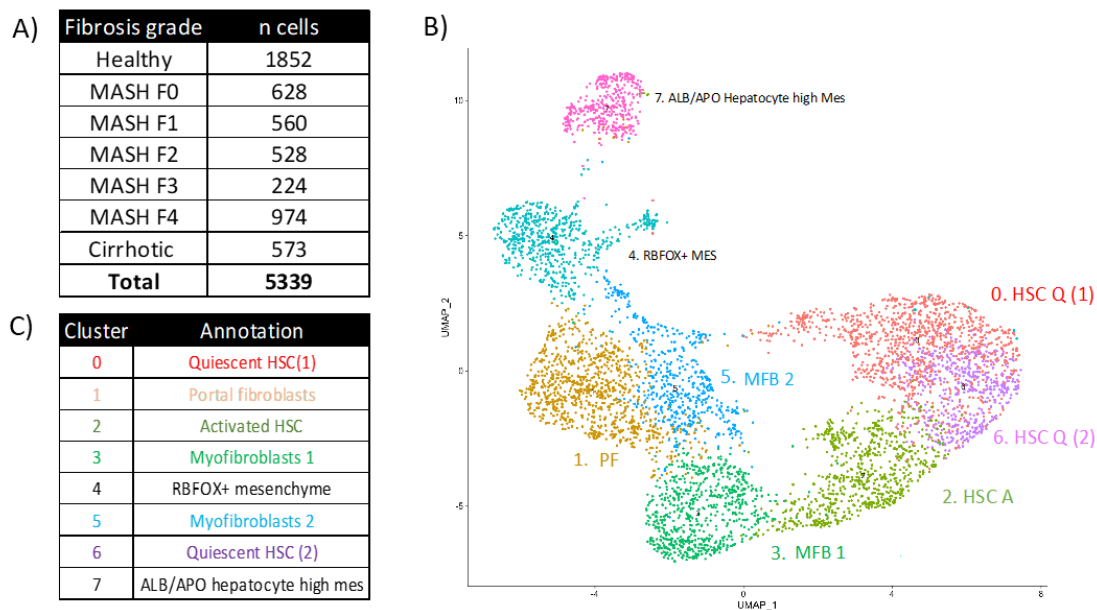 A)
Fibrosis grade n cells
Healthy 1852
MASH F0 628
MASH F1 560
MASH F2 528
MASH F3 224
MASH F4 974
Cirrhotic 573
Total 5339
B)
10
5
0
-5
UMAP_2
-4 0 4 8
UMAP_1
7. ALB/APO Hepatocyte high Mes
4. RBFOX+ MES
0. HSC Q (1)
5. MFB 2
6. HSC Q (2)
1. PF
2. HSC A
3. MFB 1
C)
Cluster Annotation
0 Quiescent HSC(1)
1 Portal fibroblasts
2 Activated HSC
3 Myofibroblasts 1
4 RBFOX+ mesenchyme
5 Myofibroblasts 2
6 Quiescent HSC (2)
7 ALB/APO hepatocyte high mes